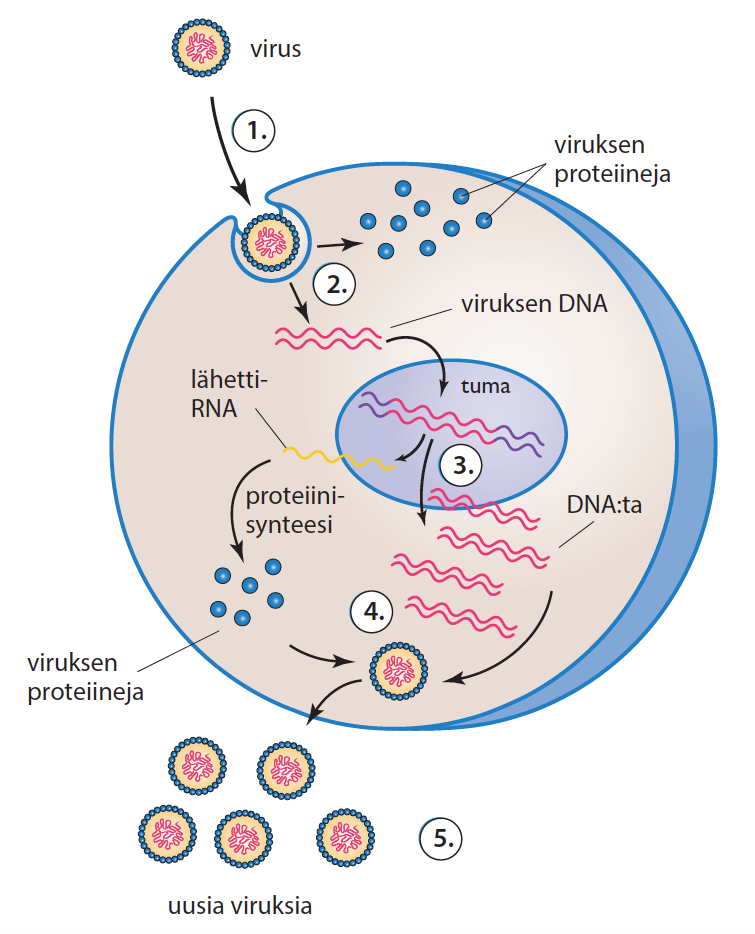 virus
1.
viruksen
proteiineja
2.
viruksen DNA
lähetti-
RNA
tuma
3.
proteiini-
synteesi
DNA:ta
4.
viruksen
proteiineja
5.
uusia viruksia